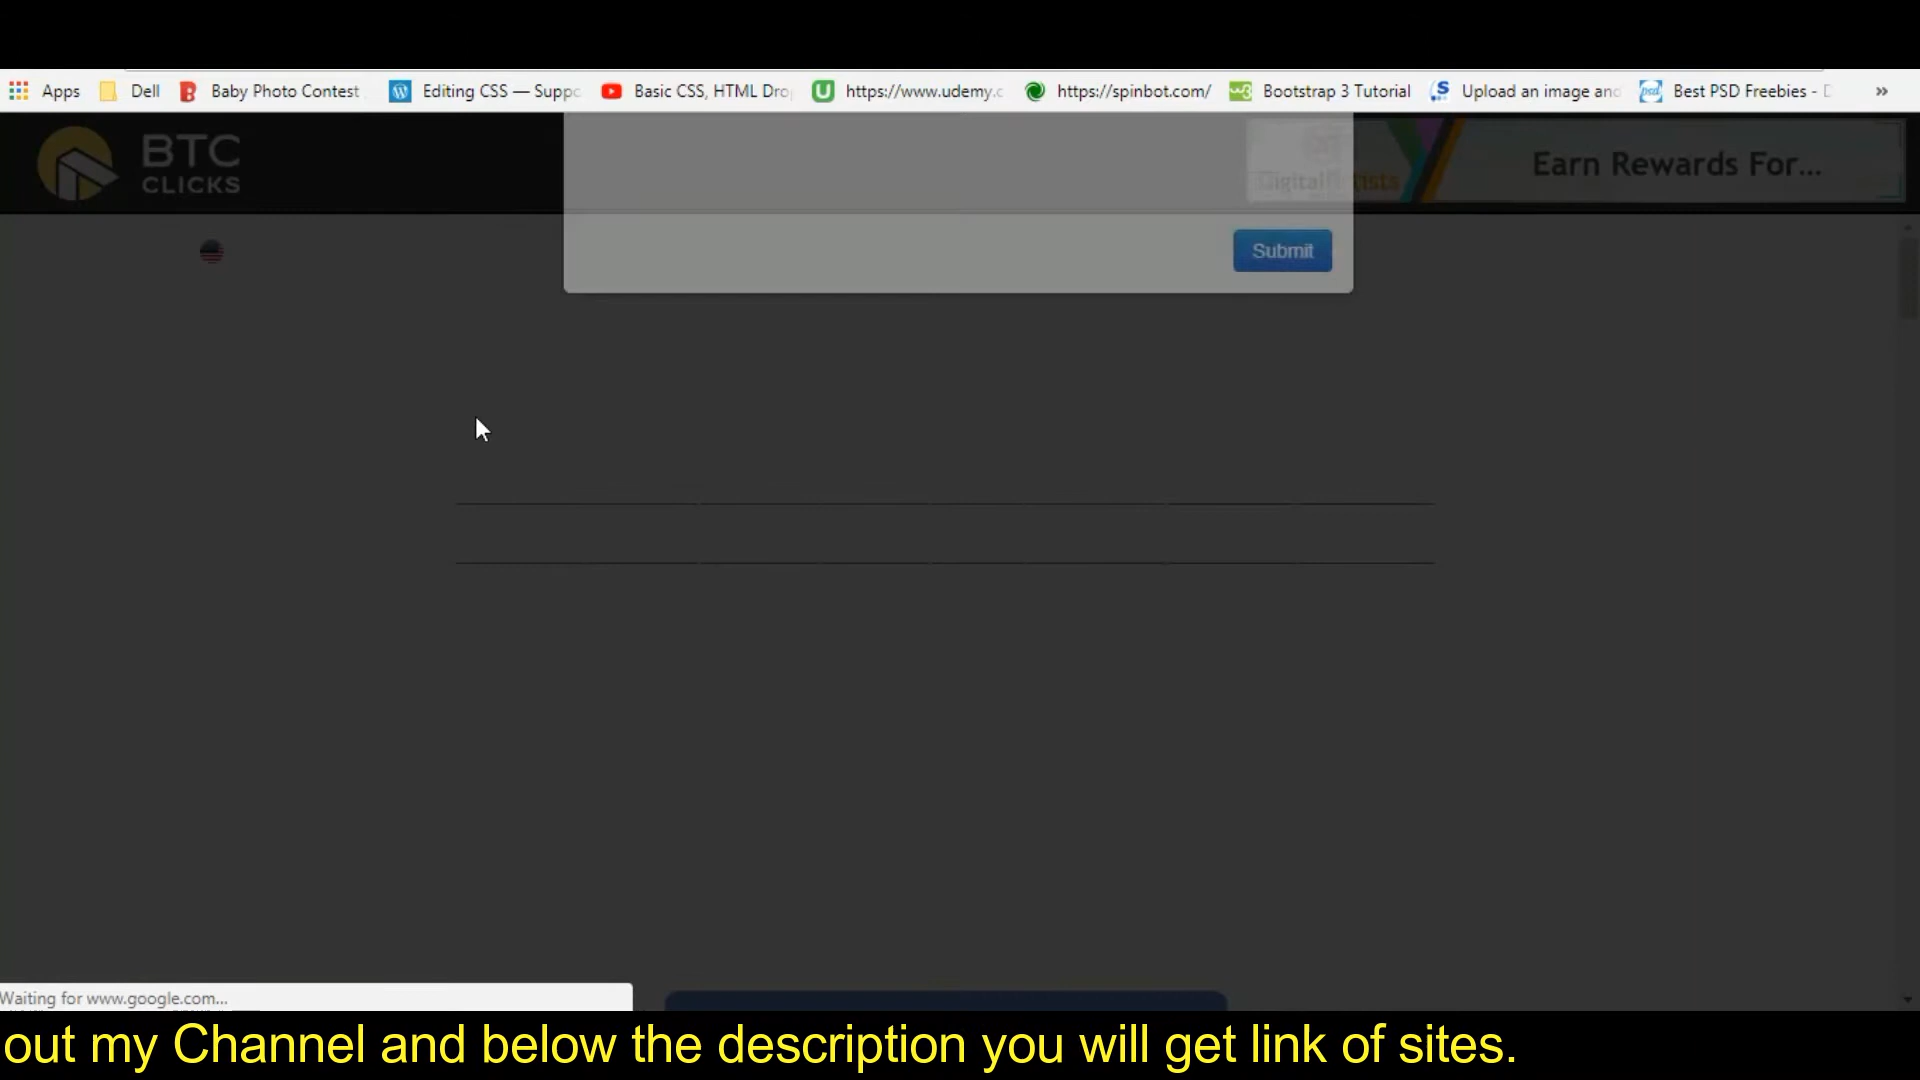 Apps Dell Baby Photo Contest Editing CSS — Suppo Basic CSS, HTML Dro https://www.udemy.c https://spinbot.com/ Bootstrap 3 Tutorial Upload an image and Best PSD Freebies - D »
BTC
CLICKS
Earn Rewards For...
Submit
Waiting for www.google.com...
out my Channel and below the description you will get link of sites.